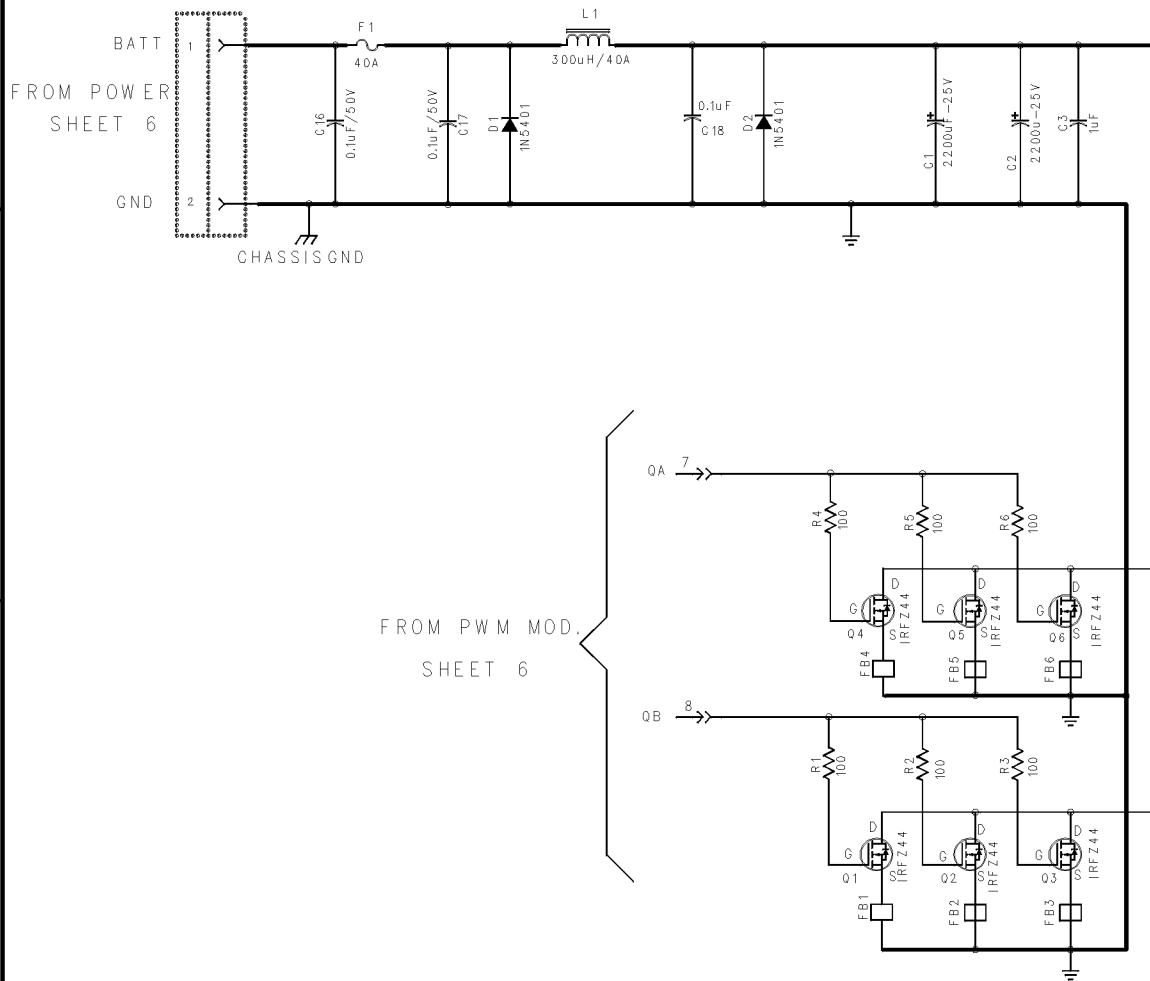 BATT 1
F1
40A
L1
300uH/40A
FROM POWER
SHEET 6
C16
0.1uF/50V
0.1uF/50V
C17
D1
1N5401
0.1uF
C18
D2
1N5401
C1
+
2200uF-25V
C2
+
2200u-25V
C3
1uF
GND 2
CHASSISGND
QA 7
R4
100
R5
100
R6
100
D
G
S
Q4
IRFZ44
D
G
S
Q5
IRFZ44
D
G
S
Q6
IRFZ44
FB4
FB5
FB6
FROM PWM MOD.
SHEET 6
QB 8
R1
100
R2
100
R3
100
D
G
S
Q1
IRFZ44
D
G
S
Q2
IRFZ44
D
G
S
Q3
IRFZ44
FB1
FB2
FB3